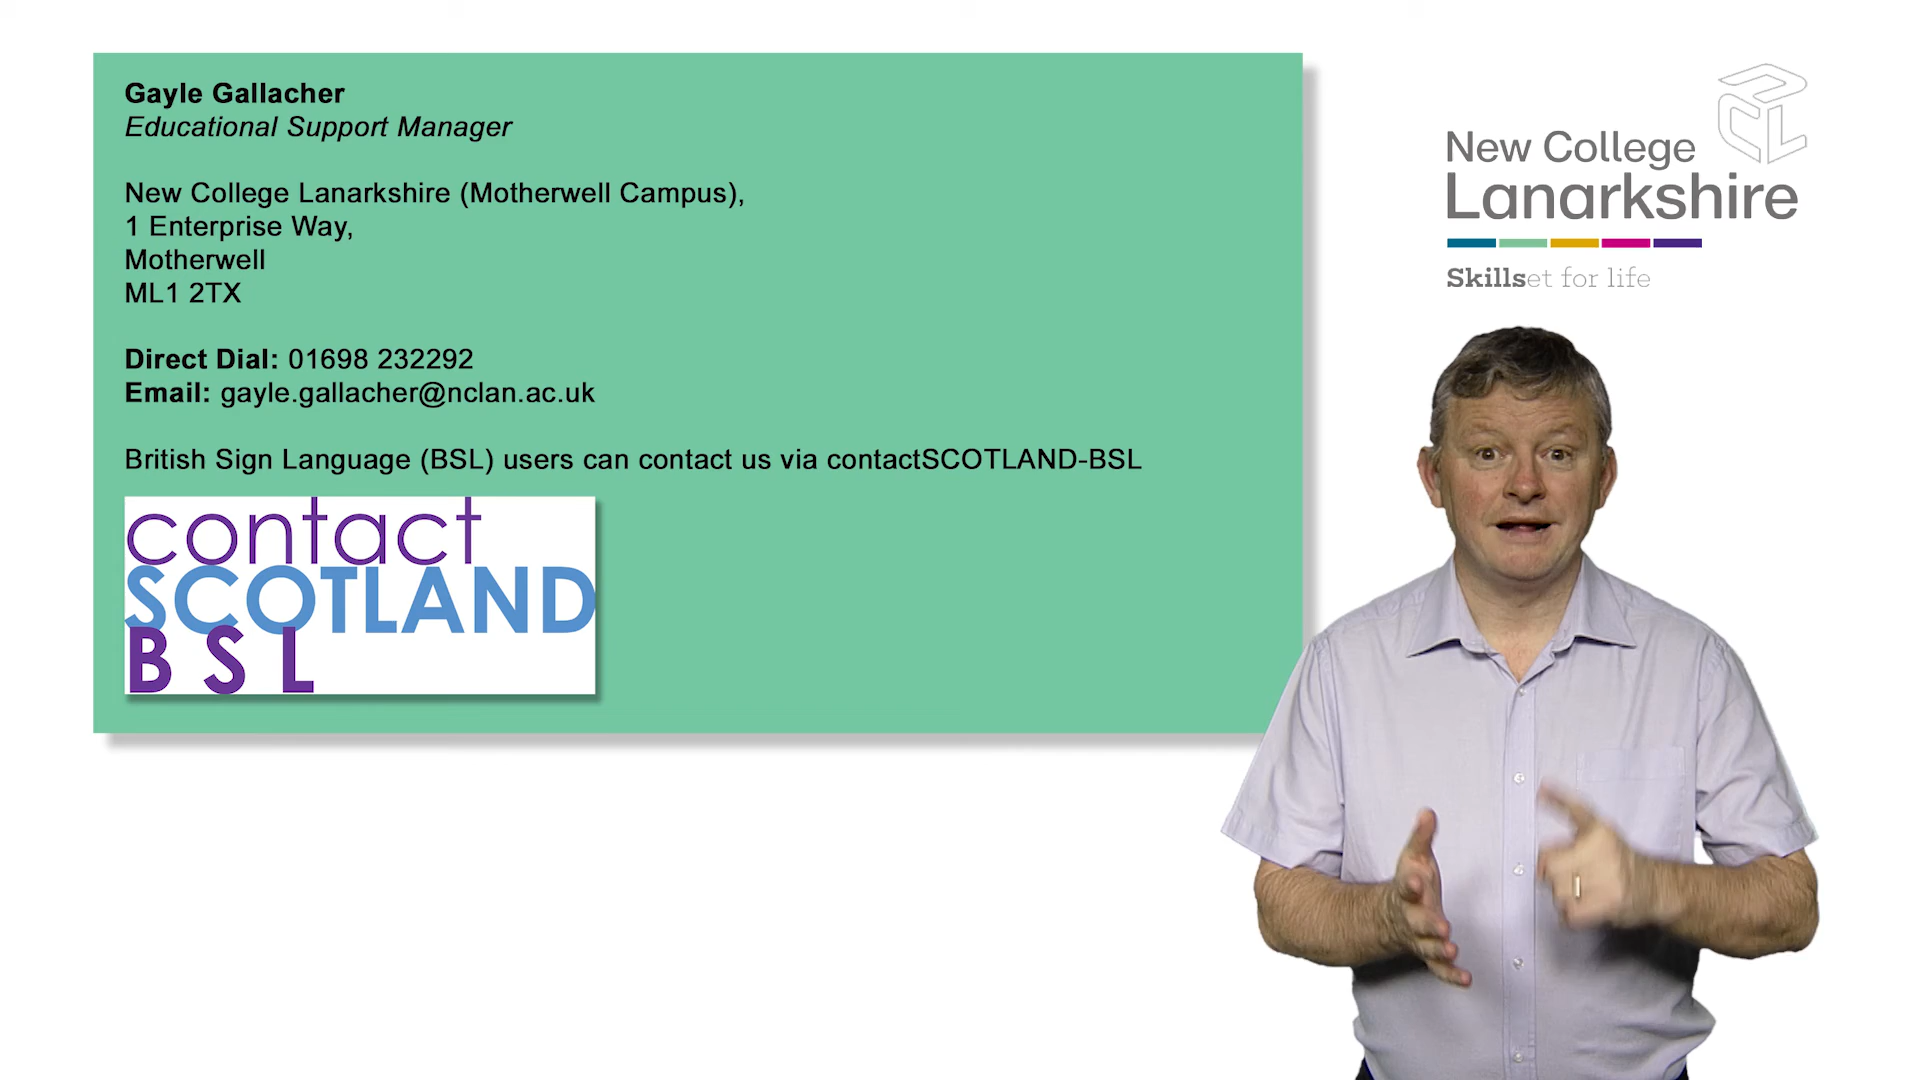 Gayle Gallacher
Educational Support Manager
New College Lanarkshire (Motherwell Campus),
1 Enterprise Way,
Motherwell
ML1 2TX
Direct Dial: 01698 232292
Email: gayle.gallacher@nclan.ac.uk
British Sign Language (BSL) users can contact us via contactSCOTLAND-BSL
contact
SCOTLAND
BSL
NCL
New College
Lanarkshire
Skillset for life